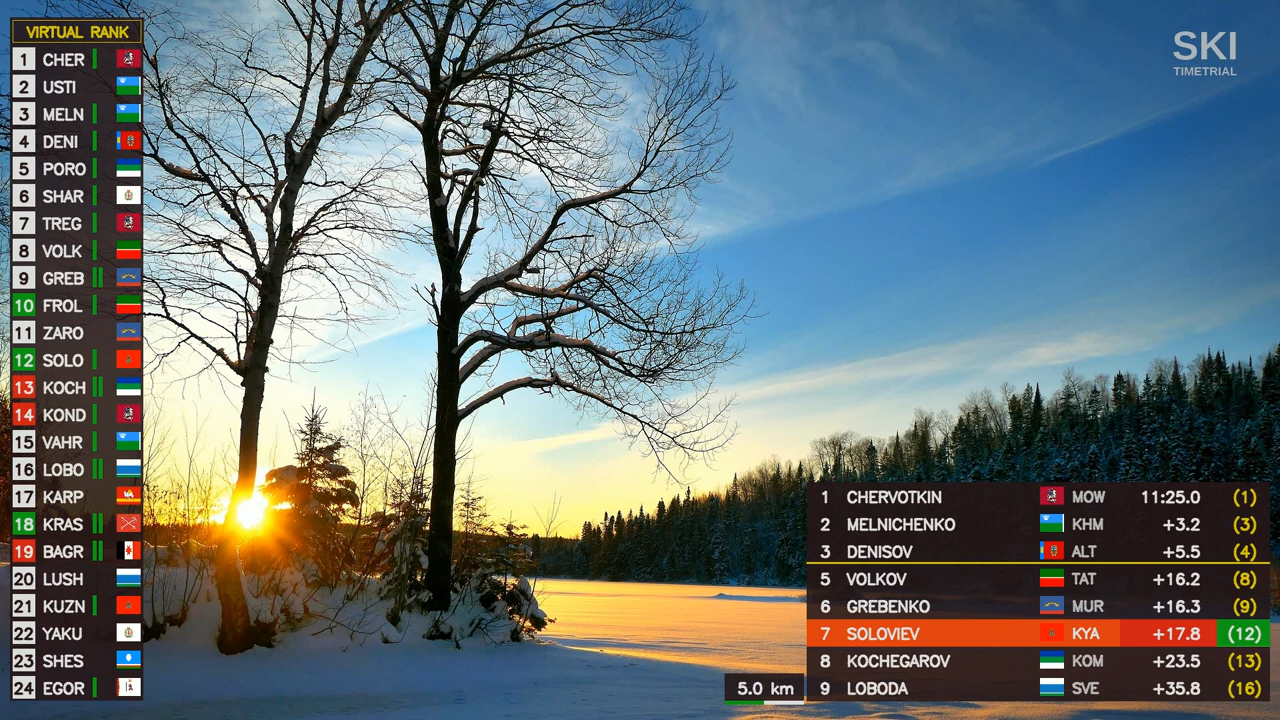 VIRTUAL RANK
1 CHER
2 USTI
3 MELN
4 DENI
5 PORO
6 SHAR
7 TREG
8 VOLK
9 GREB
10 FROL
11 ZARO
12 SOLO
13 KOCH
14 KOND
15 VAHR
16 LOBO
17 KARP
18 KRAS
19 BAGR
20 LUSH
21 KUZN
22 YAKU
23 SHES
24 EGOR
SKI
TIMETRIAL
1 CHERVOTKIN MOW 11:25.0 (1)
2 MELNICHENKO KHM +3.2 (3)
3 DENISOV ALT +5.5 (4)
5 VOLKOV TAT +16.2 (8)
6 GREBENKO MUR +16.3 (9)
7 SOLOVIEV KYA +17.8 (12)
8 KOCHEGAROV KOM +23.5 (13)
9 LOBODA SVE +35.8 (16)
5.0 km